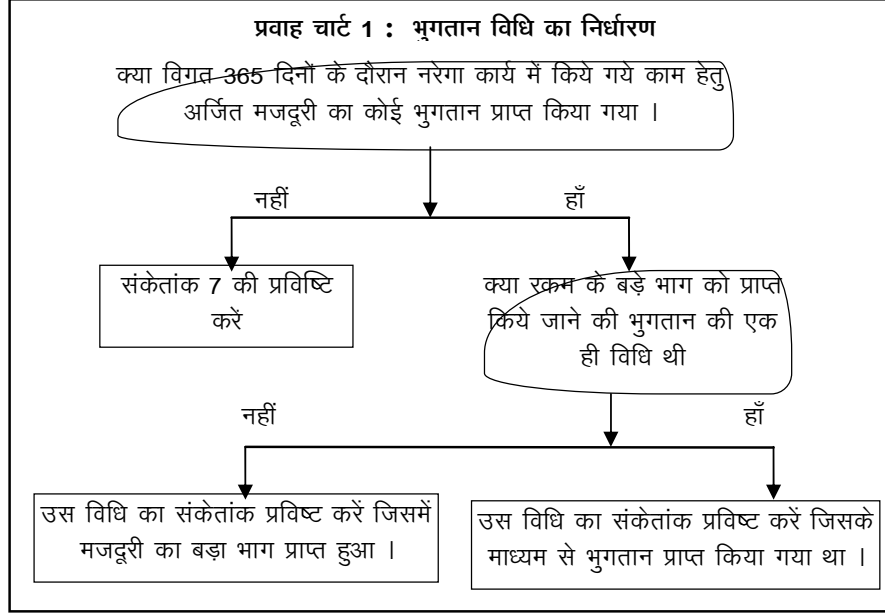 प्रवाह चार्ट 1 : भुगतान विधि का निर्धारण
क्या विगत 365 दिनों के दौरान नरेगा कार्य में किये गये काम हेतु
अर्जित मजदूरी का कोई भुगतान प्राप्त किया गया ।
नहीं
हाँ
संकेतांक 7 की प्रविष्टि
करें
क्या रकम के बड़े भाग को प्राप्त
किये जाने की भुगतान की एक
ही विधि थी
नहीं
हाँ
उस विधि का संकेतांक प्रविष्ट करें जिसमें
मजदूरी का बड़ा भाग प्राप्त हुआ ।
उस विधि का संकेतांक प्रविष्ट करें जिसके
माध्यम से भुगतान प्राप्त किया गया था ।